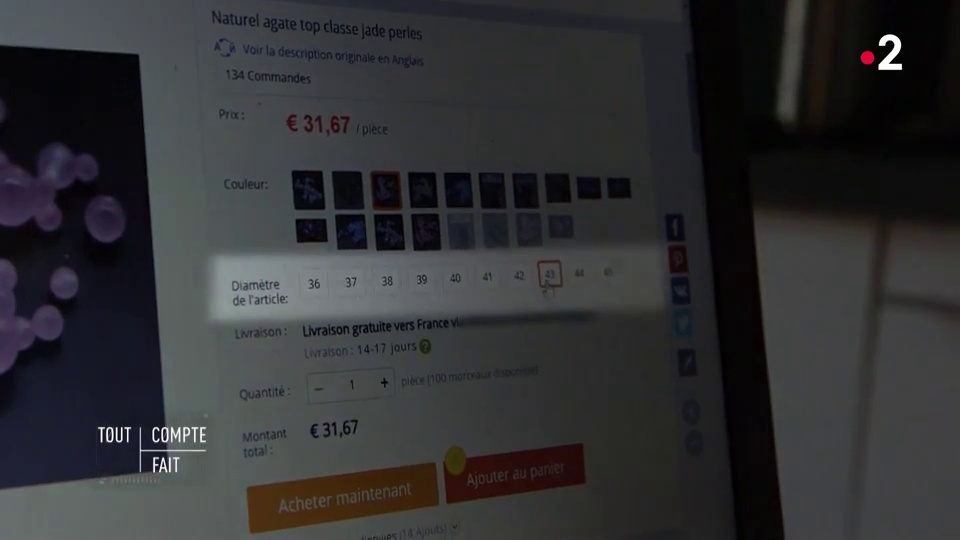 Naturel agate top classe jade perles
Voir la description originale en Anglais
134 Commandes
Prix :
€ 31,67 / pièce
Couleur:
Diamètre
de l'article:
36 37 38 39 40 41 42 43 44 45
Livraison :
Livraison gratuite vers France
Livraison : 14-17 jours
Quantité :
1
pièce (100 morceaux disponible)
Montant
total :
€ 31,67
Acheter maintenant
Ajouter au panier
(14 Ajouts)
2
TOUT COMPTE
FAIT